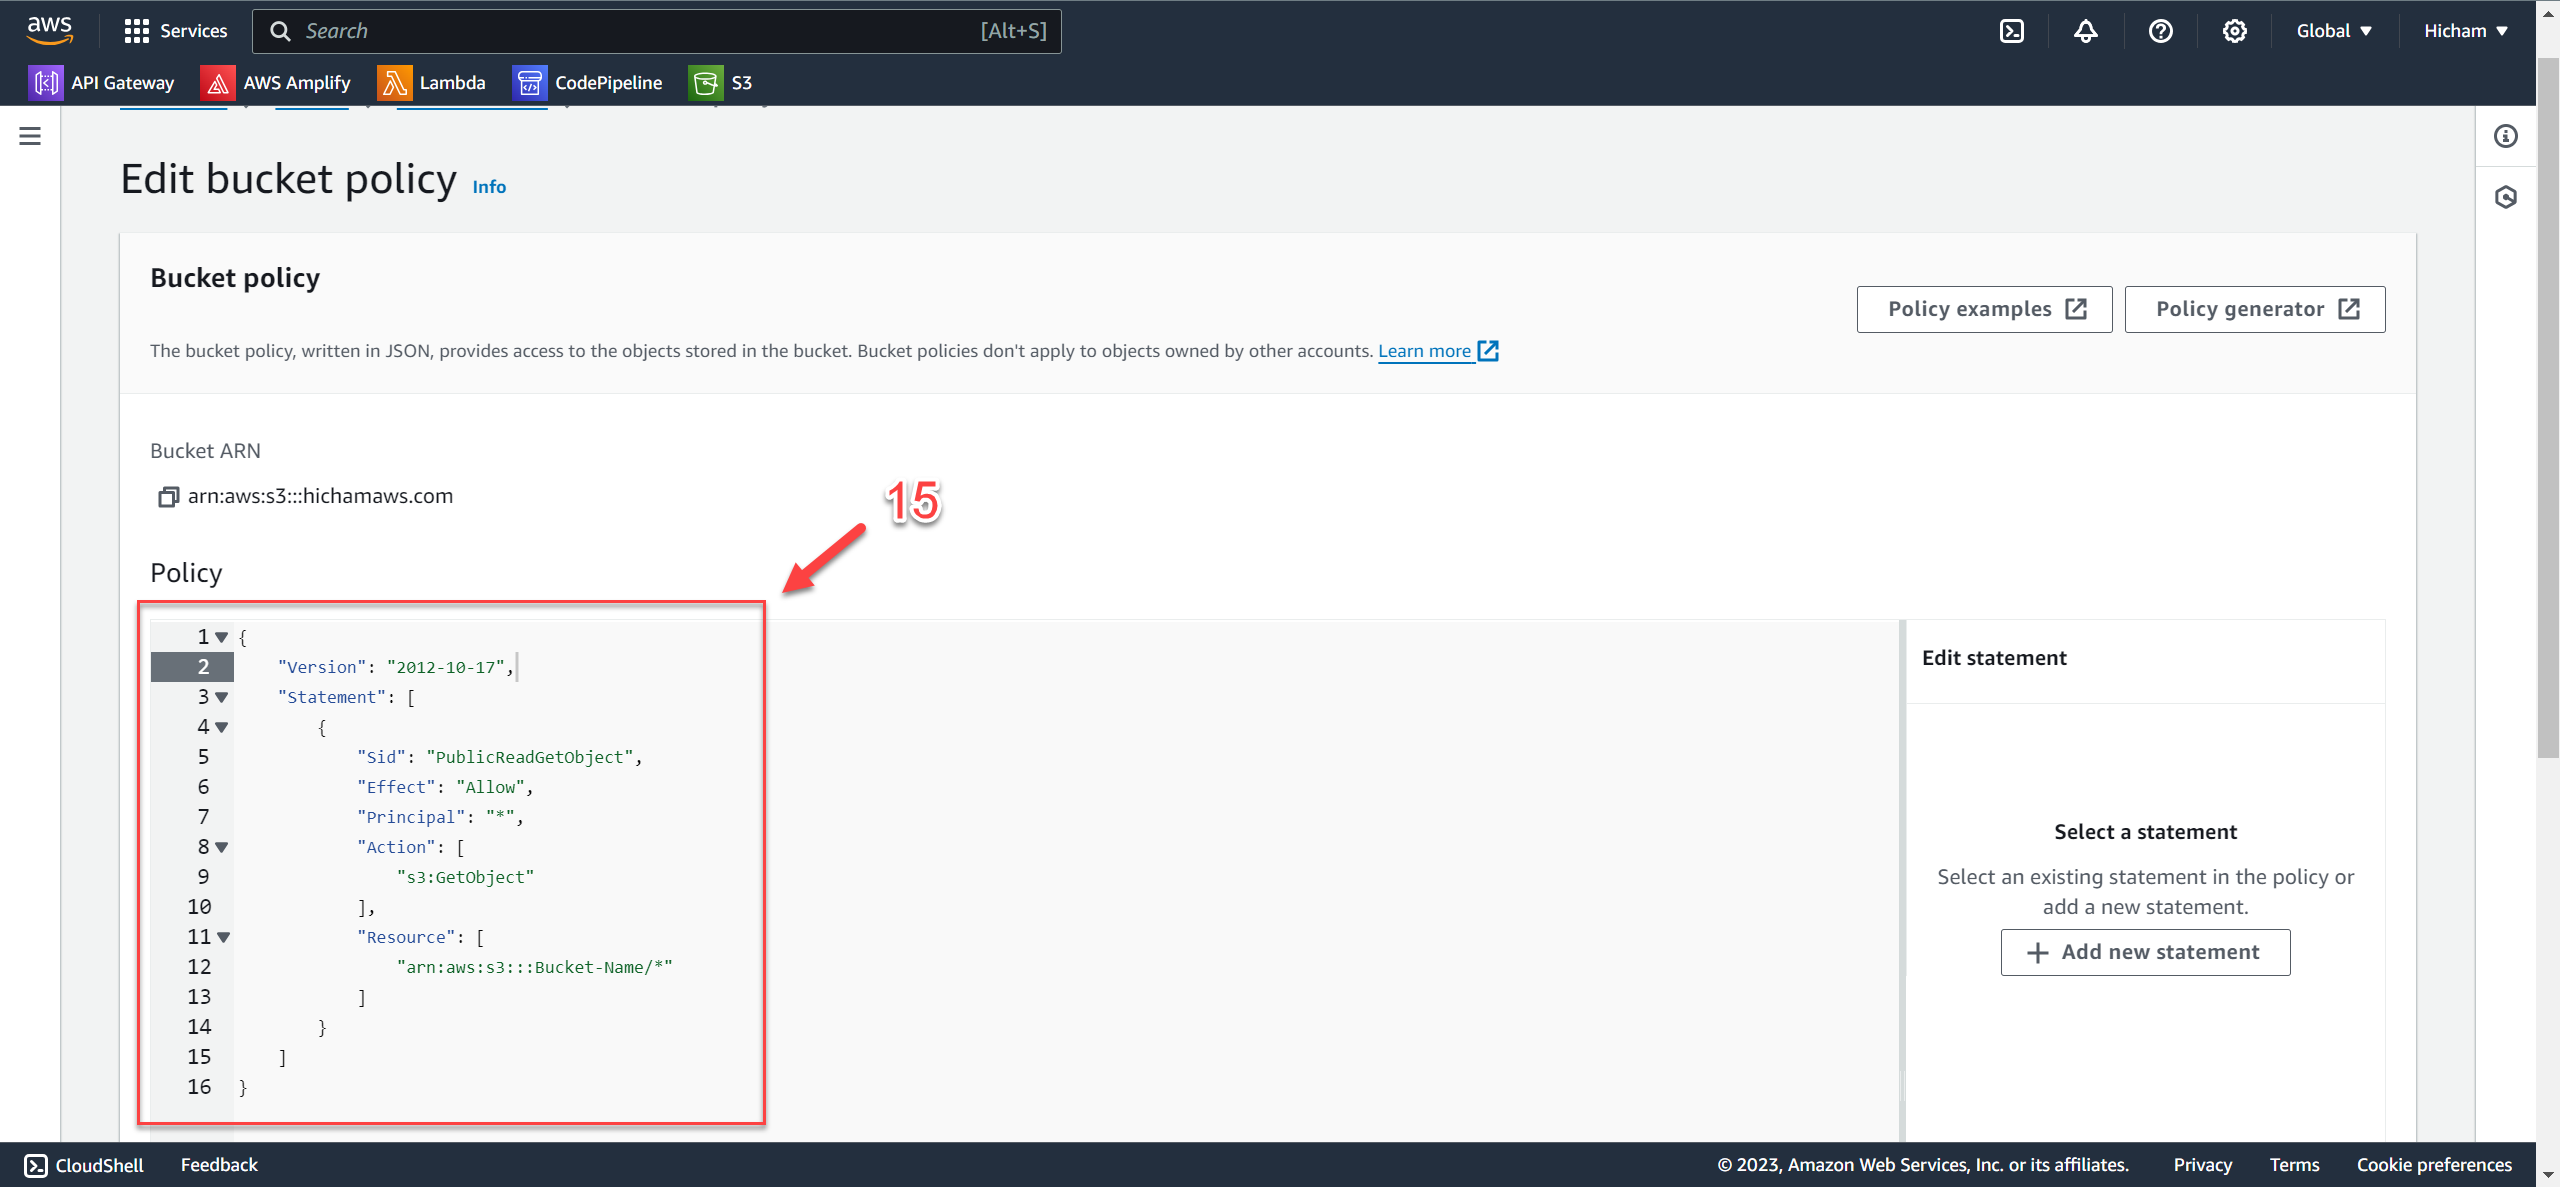 aws Services Search [Alt+S] Global Hicham
API Gateway AWS Amplify Lambda CodePipeline S3
Edit bucket policy Info
Bucket policy
Policy examples Policy generator
The bucket policy, written in JSON, provides access to the objects stored in the bucket. Bucket policies don't apply to objects owned by other accounts. Learn more
Bucket ARN
arn:aws:s3:::hichamaws.com
15
Policy
1 {
2 "Version": "2012-10-17",
3 "Statement": [
4 {
5 "Sid": "PublicReadGetObject",
6 "Effect": "Allow",
7 "Principal": "*",
8 "Action": [
9 "s3:GetObject"
10 ],
11 "Resource": [
12 "arn:aws:s3:::Bucket-Name/*"
13 ]
14 }
15 ]
16 }
Edit statement
Select a statement
Select an existing statement in the policy or
add a new statement.
Add new statement
CloudShell Feedback © 2023, Amazon Web Services, Inc. or its affiliates. Privacy Terms Cookie preferences